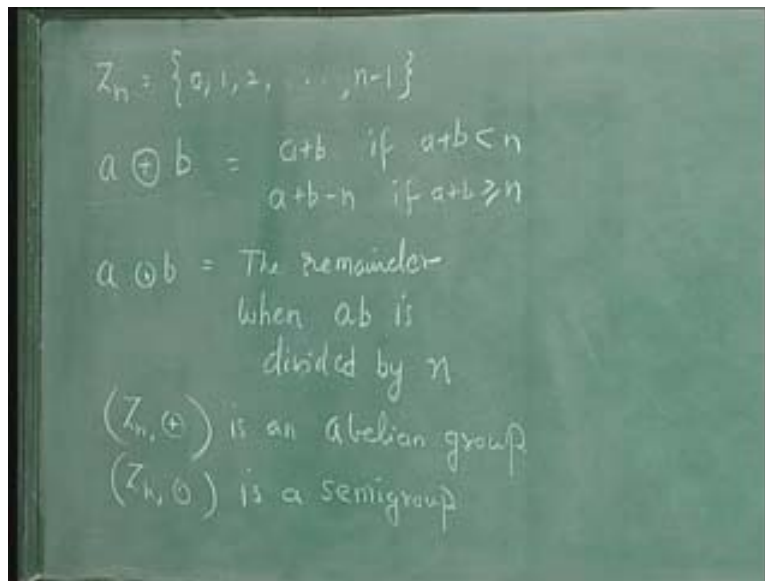 Zn = {0, 1, 2, . . . , n-1}
a ⊕ b = a+b if a+b < n
a+b-n if a+b ⩾ n
a ⊙ b = The remainder
when ab is
divided by n
(Zn, ⊕) is an abelian group
(Zn, ⊙) is a semigroup